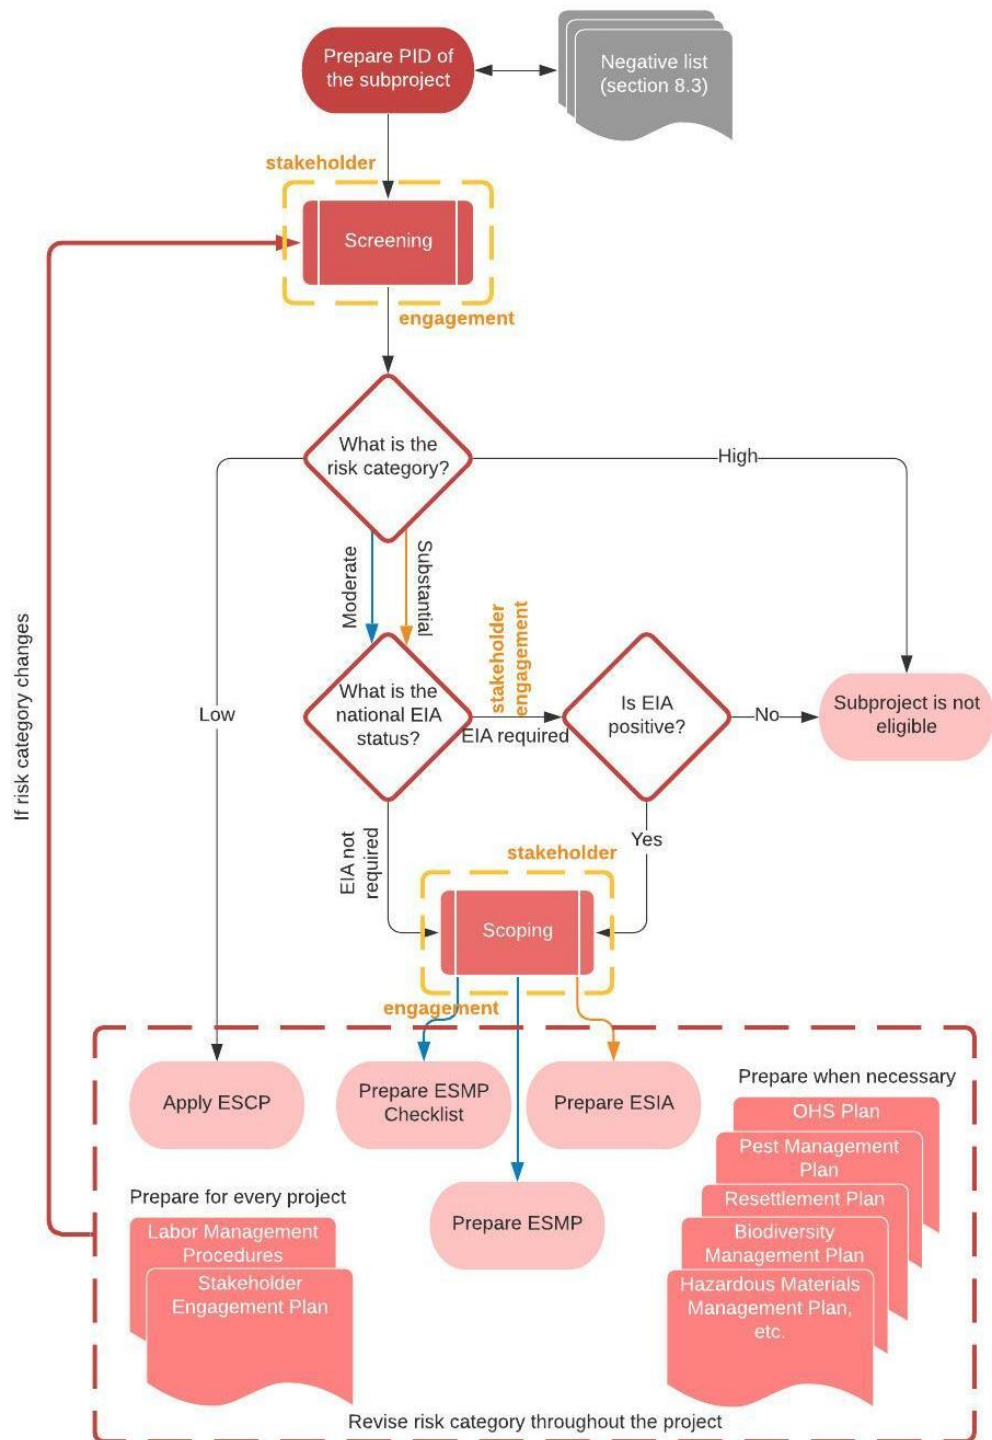 Prepare PID of
the subproject
Negative list
(section 8.3)
stakeholder
Screening
engagement
What is the
risk category?
High
Moderate
Substantial
If risk category changes
Low
What is the
national EIA
status?
stakeholder
engagement
EIA required
Is EIA
positive?
No
Subproject is not
eligible
EIA not
required
Yes
stakeholder
Scoping
engagement
Apply ESCP
Prepare ESMP
Checklist
Prepare ESIA
Prepare when necessary
OHS Plan
Pest Management
Plan
Resettlement Plan
Biodiversity
Management Plan
Hazardous Materials
Management Plan,
etc.
Prepare ESMP
Prepare for every project
Labor Management
Procedures
Stakeholder
Engagement Plan
Revise risk category throughout the project